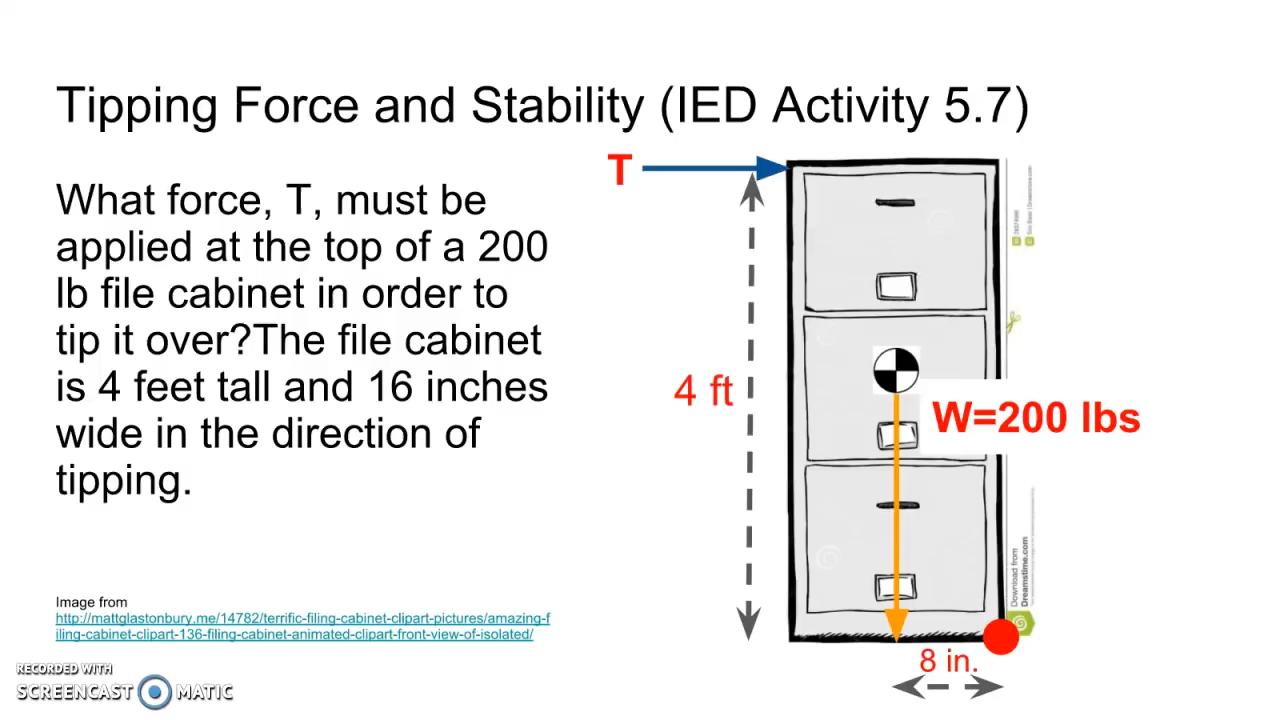 Tipping Force and Stability (IED Activity 5.7)
What force, T, must be
applied at the top of a 200
lb file cabinet in order to
tip it over?The file cabinet
is 4 feet tall and 16 inches
wide in the direction of
tipping.
Image from
http://mattglastonbury.me/14782/terrific-filing-cabinet-clipart-pictures/amazing-f
iling-cabinet-clipart-136-filing-cabinet-animated-clipart-front-view-of-isolated/
T
4 ft
W=200 lbs
8 in.
Download from
Dreamstime.com
RECORDED WITH
SCREENCAST MATIC